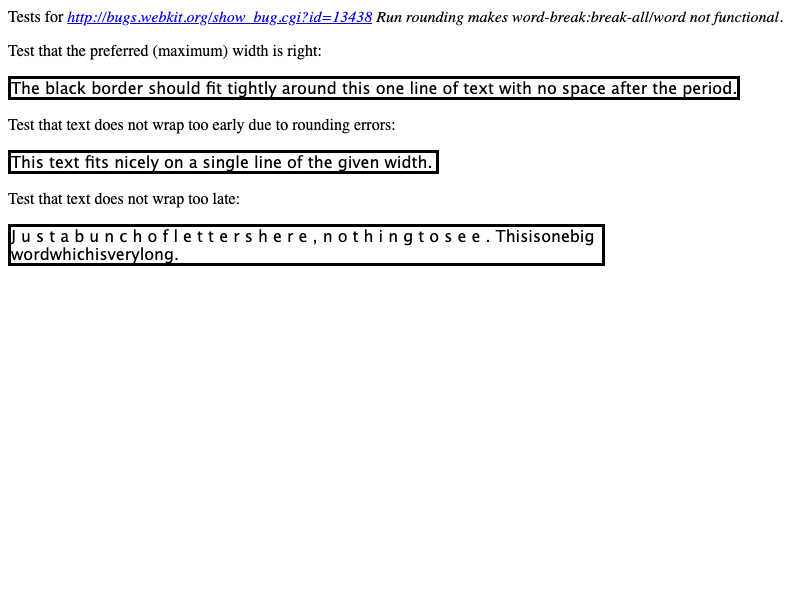 Tests for http://bugs.webkit.org/show_bug.cgi?id=13438 Run rounding makes word-break:break-all/word not functional.
Test that the preferred (maximum) width is right:
The black border should fit tightly around this one line of text with no space after the period.
Test that text does not wrap too early due to rounding errors:
This text fits nicely on a single line of the given width.
Test that text does not wrap too late:
J u s t a b u n c h o f l e t t e r s h e r e , n o t h i n g t o s e e . Thisisonebig
wordwhichisverylong.